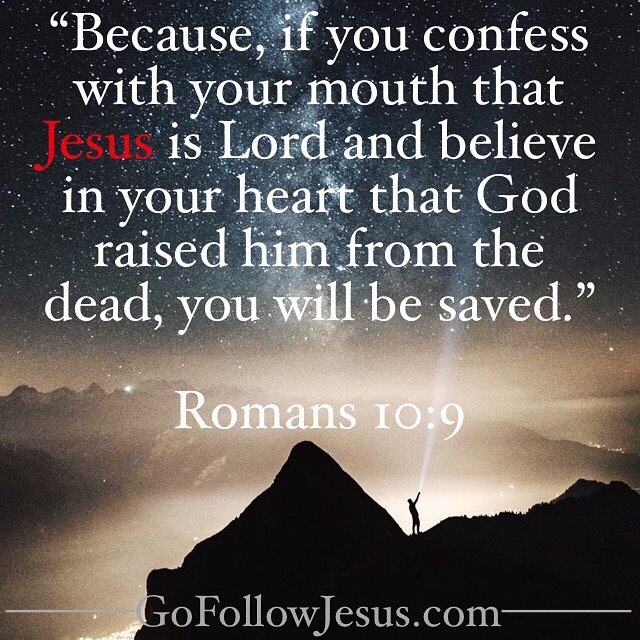 “Because, if you confess
with your mouth that
Jesus is Lord and believe
in your heart that God
raised him from the
dead, you will be saved.”
Romans 10:9
GoFollowJesus.com